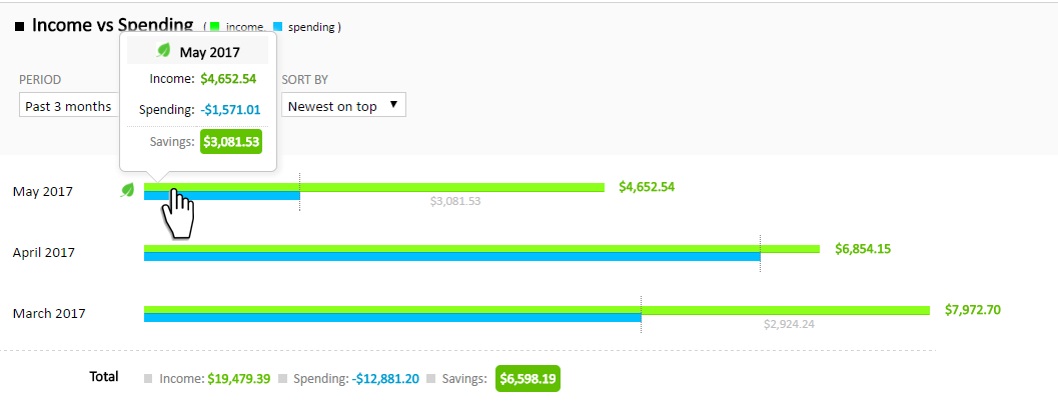 Income vs Spending ( income, spending )
May 2017
Income: $4,652.54
Spending: -$1,571.01
Savings: $3,081.53
PERIOD
Past 3 months
SORT BY
Newest on top
May 2017 $4,652.54
$3,081.53
April 2017 $6,854.15
March 2017 $7,972.70
$2,924.24
Total Income: $19,479.39 Spending: -$12,881.20 Savings: $6,598.19